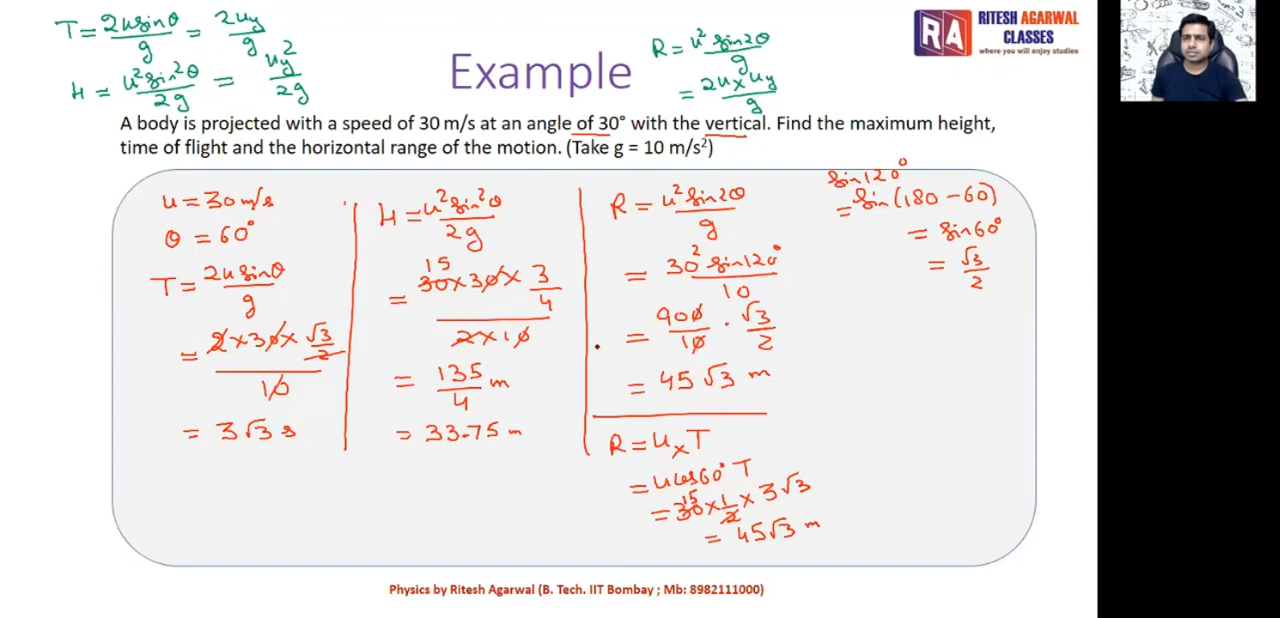 T = 2u sinθ / g = 2uy / g
H = u² sin²θ / 2g = uy² / 2g
Example
R = u² sin2θ / g
= 2ux uy / g
RA
RITESH AGARWAL
CLASSES
where you will enjoy studies
A body is projected with a speed of 30 m/s at an angle of 30° with the vertical. Find the maximum height,
time of flight and the horizontal range of the motion. (Take g = 10 m/s²)
u = 30 m/s
θ = 60°
T = 2u sinθ / g
= 2 × 30 × √3/2 / 10
= 3√3 s
H = u² sin²θ / 2g
15
= 30 × 30 × 3/4 / 2 × 10
= 135/4 m
= 33.75 m
R = u² sin2θ / g
= 30² sin120° / 10
= 900/10 · √3/2
= 45√3 m
R = ux T
= u cos60° T
15
= 30 × 1/2 × 3√3
= 45√3 m
sin120°
= sin(180 − 60)
= sin60°
= √3/2
Physics by Ritesh Agarwal (B. Tech. IIT Bombay ; Mb: 8982111000)